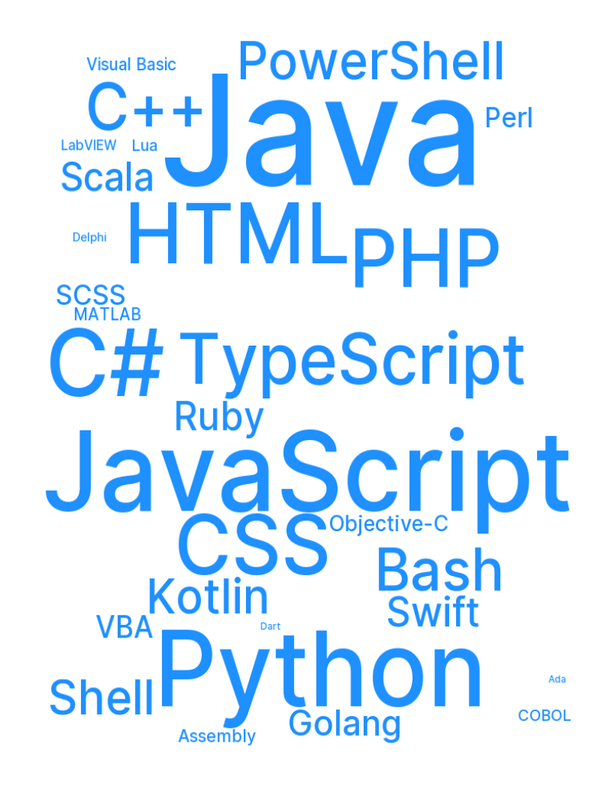 PowerShell
Visual Basic
C++
Java
Perl
LabVIEW
Lua
Scala
HTML
PHP
Delphi
SCSS
MATLAB
C#
TypeScript
Ruby
JavaScript
CSS
Objective-C
Bash
Kotlin
Swift
VBA
Dart
Python
Ada
Shell
Golang
COBOL
Assembly